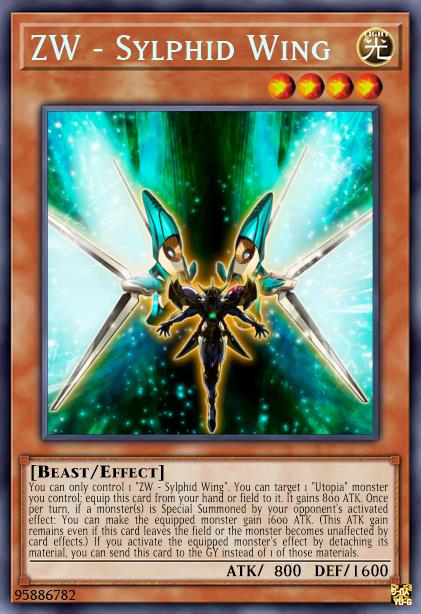 ZW - Sylphid Wing
LIGHT
光
[Beast/Effect]
You can only control 1 "ZW - Sylphid Wing". You can target 1 "Utopia" monster
you control; equip this card from your hand or field to it. It gains 800 ATK. Once
per turn, if a monster(s) is Special Summoned by your opponent's activated
effect: You can make the equipped monster gain 1600 ATK. (This ATK gain
remains even if this card leaves the field or the monster becomes unaffected by
card effects.) If you activate the equipped monster's effect by detaching its
material, you can send this card to the GY instead of 1 of those materials.
ATK/ 800 DEF/1600
95886782